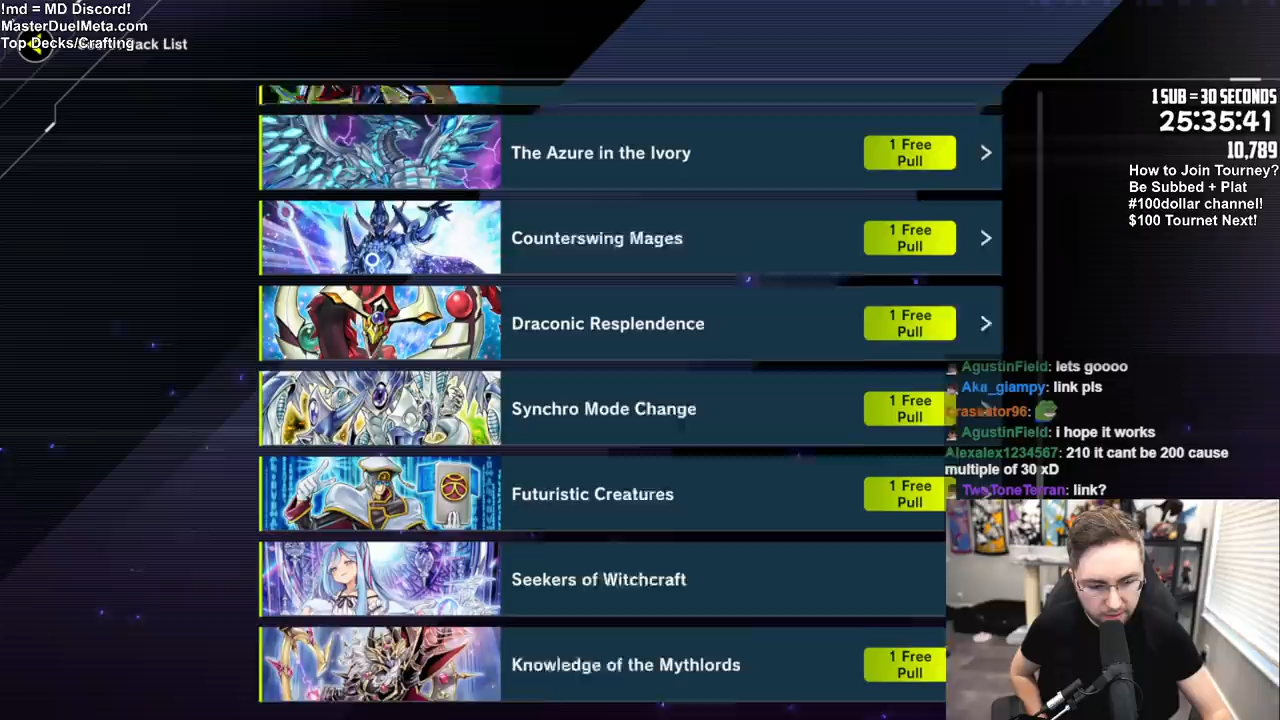 !md = MD Discord!
MasterDuelMeta.com
Top Decks/Crafting
ack List
1 SUB = 30 SECONDS
25:35:41
10,789
How to Join Tourney?
Be Subbed + Plat
#100dollar channel!
$100 Tournet Next!
The Azure in the Ivory
1 Free
Pull
Counterswing Mages
1 Free
Pull
Draconic Resplendence
1 Free
Pull
Synchro Mode Change
1 Free
Pull
Futuristic Creatures
1 Free
Pull
Seekers of Witchcraft
Knowledge of the Mythlords
1 Free
Pull
AgustinField: lets goooo
Aka_giampy: link pls
AgustinField: i hope it works
Alexalex1234567: 210 it cant be 200 cause
multiple of 30 xD
TwoToneTerran: link?